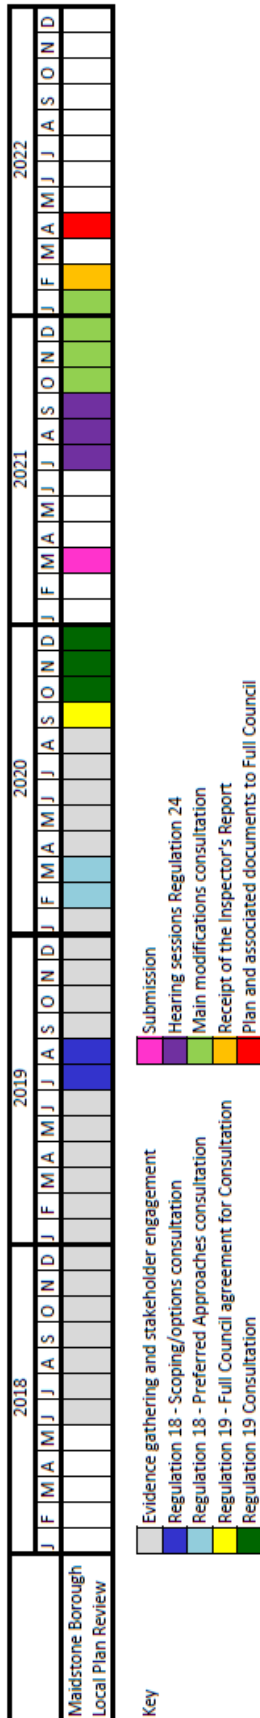 2018 2019 2020 2021 2022
J F M A M J J A S O N D J F M A M J J A S O N D J F M A M J J A S O N D J F M A M J J A S O N D J F M A M J J A S O N D
Maidstone Borough
Local Plan Review
Key
Evidence gathering and stakeholder engagement
Regulation 18 - Scoping/options consultation
Regulation 18 - Preferred Approaches consultation
Regulation 19 - Full Council agreement for Consultation
Regulation 19 Consultation
Submission
Hearing sessions Regulation 24
Main modifications consultation
Receipt of the Inspector's Report
Plan and associated documents to Full Council